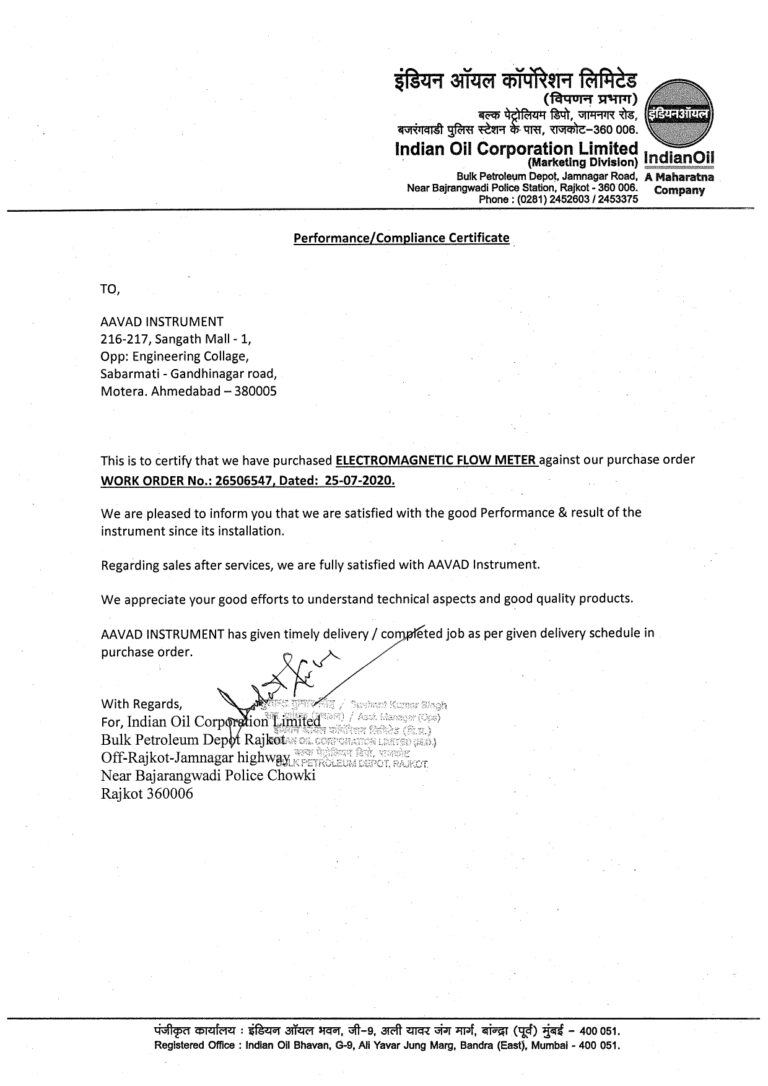 इंडियन ऑयल कॉर्पोरेशन लिमिटेड
(विपणन प्रभाग)
बल्क पेट्रोलियम डिपो, जामनगर रोड,
बजरंगवाडी पुलिस स्टेशन के पास, राजकोट-360 006.
Indian Oil Corporation Limited
(Marketing Division)
Bulk Petroleum Depot, Jamnagar Road,
Near Bajrangwadi Police Station, Rajkot - 360 006.
Phone : (0281) 2452603 / 2453375
इंडियनऑयल
IndianOil
A Maharatna
Company
Performance/Compliance Certificate
TO,
AAVAD INSTRUMENT
216-217, Sangath Mall - 1,
Opp: Engineering Collage,
Sabarmati - Gandhinagar road,
Motera. Ahmedabad – 380005
This is to certify that we have purchased ELECTROMAGNETIC FLOW METER against our purchase order
WORK ORDER No.: 26506547, Dated: 25-07-2020.
We are pleased to inform you that we are satisfied with the good Performance & result of the
instrument since its installation.
Regarding sales after services, we are fully satisfied with AAVAD Instrument.
We appreciate your good efforts to understand technical aspects and good quality products.
AAVAD INSTRUMENT has given timely delivery / completed job as per given delivery schedule in
purchase order.
With Regards,
For, Indian Oil Corporation Limited
Bulk Petroleum Depot Rajkot
Off-Rajkot-Jamnagar highway
Near Bajarangwadi Police Chowki
Rajkot 360006
कुमार सिंह / Sushant Kumar Singh
/ Asst. Manager (Ops)
इंडियन ऑयल कॉर्पोरेशन लिमिटेड (वि.प्र.)
OIL CORPORATION LIMITED (M.D.)
बल्क पेट्रोलियम डिपो, राजकोट
BULK PETROLEUM DEPOT, RAJKOT
पंजीकृत कार्यालय : इंडियन ऑयल भवन, जी-9, अली यावर जंग मार्ग, बांन्द्रा (पूर्व) मुंबई – 400 051.
Registered Office : Indian Oil Bhavan, G-9, Ali Yavar Jung Marg, Bandra (East), Mumbai - 400 051.